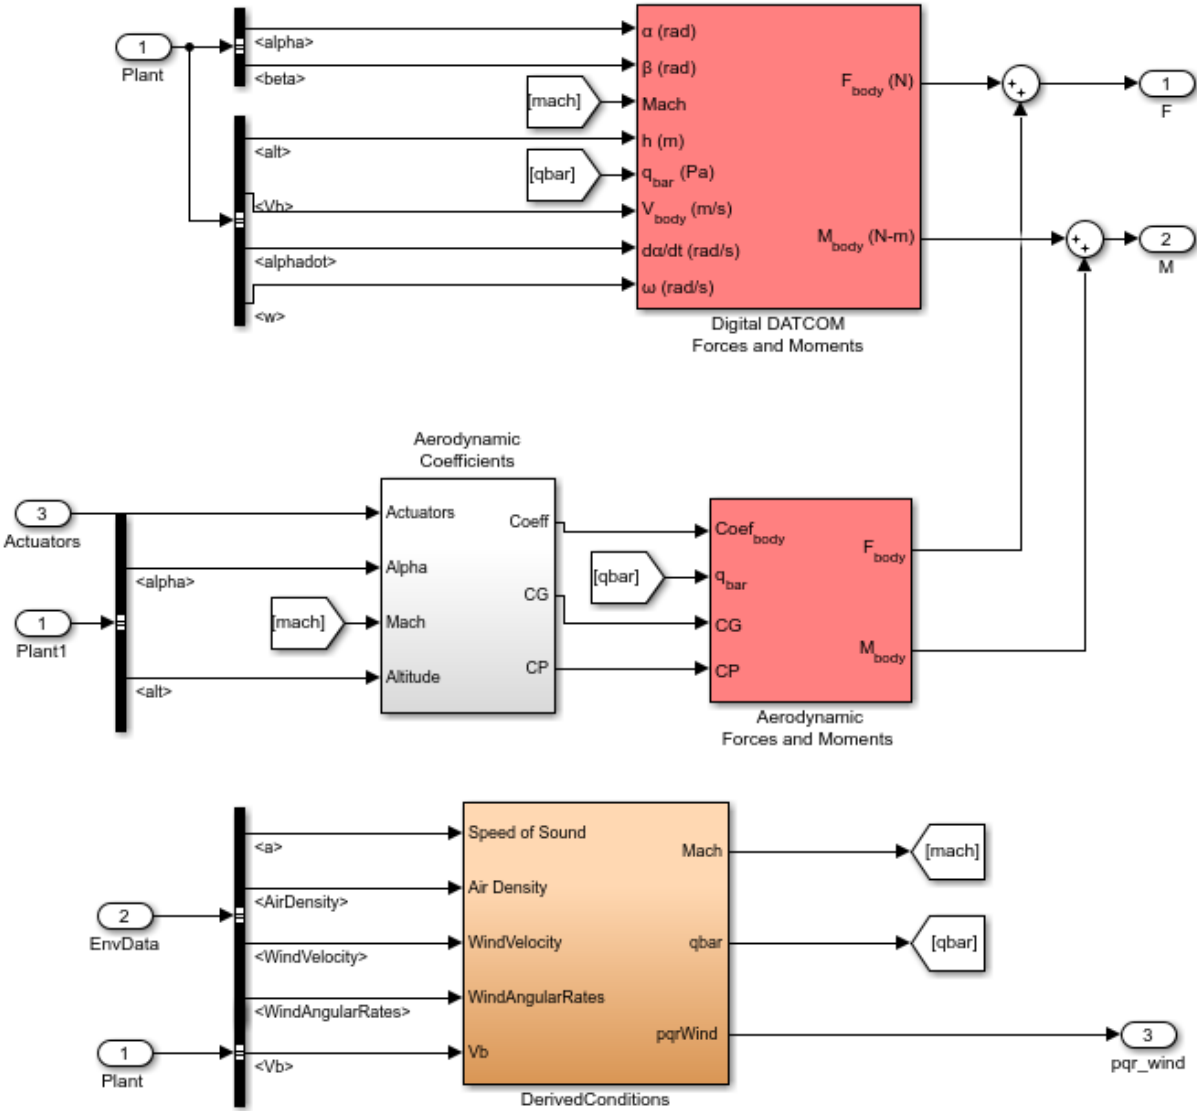 1
Plant
<alpha>
<beta>
<alt>
<Vb>
<alphadot>
<w>
[mach]
[qbar]
α (rad)
β (rad)
Mach
h (m)
qbar (Pa)
Vbody (m/s)
dα/dt (rad/s)
ω (rad/s)
Fbody (N)
Mbody (N-m)
Digital DATCOM
Forces and Moments
+
+
1
F
+
+
2
M
3
Actuators
1
Plant1
<alpha>
<alt>
[mach]
Aerodynamic
Coefficients
Actuators
Alpha
Mach
Altitude
Coeff
CG
CP
[qbar]
Coefbody
qbar
CG
CP
Fbody
Mbody
Aerodynamic
Forces and Moments
2
EnvData
1
Plant
<a>
<AirDensity>
<WindVelocity>
<WindAngularRates>
<Vb>
Speed of Sound
Air Density
WindVelocity
WindAngularRates
Vb
Mach
qbar
pqrWind
DerivedConditions
[mach]
[qbar]
3
pqr_wind